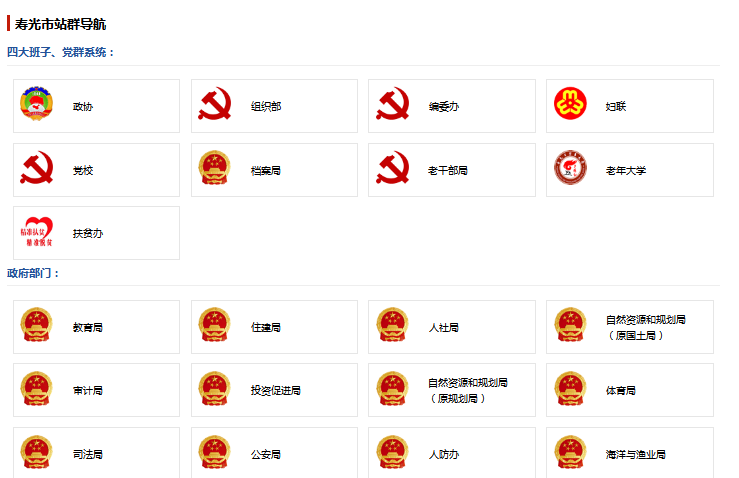 寿光市站群导航
四大班子、党群系统：
政协
组织部
编委办
妇联
党校
档案局
老干部局
老年大学
精准扶贫
精准脱贫
扶贫办
政府部门：
教育局
住建局
人社局
自然资源和规划局
（原国土局）
审计局
投资促进局
自然资源和规划局
（原规划局）
体育局
司法局
公安局
人防办
海洋与渔业局